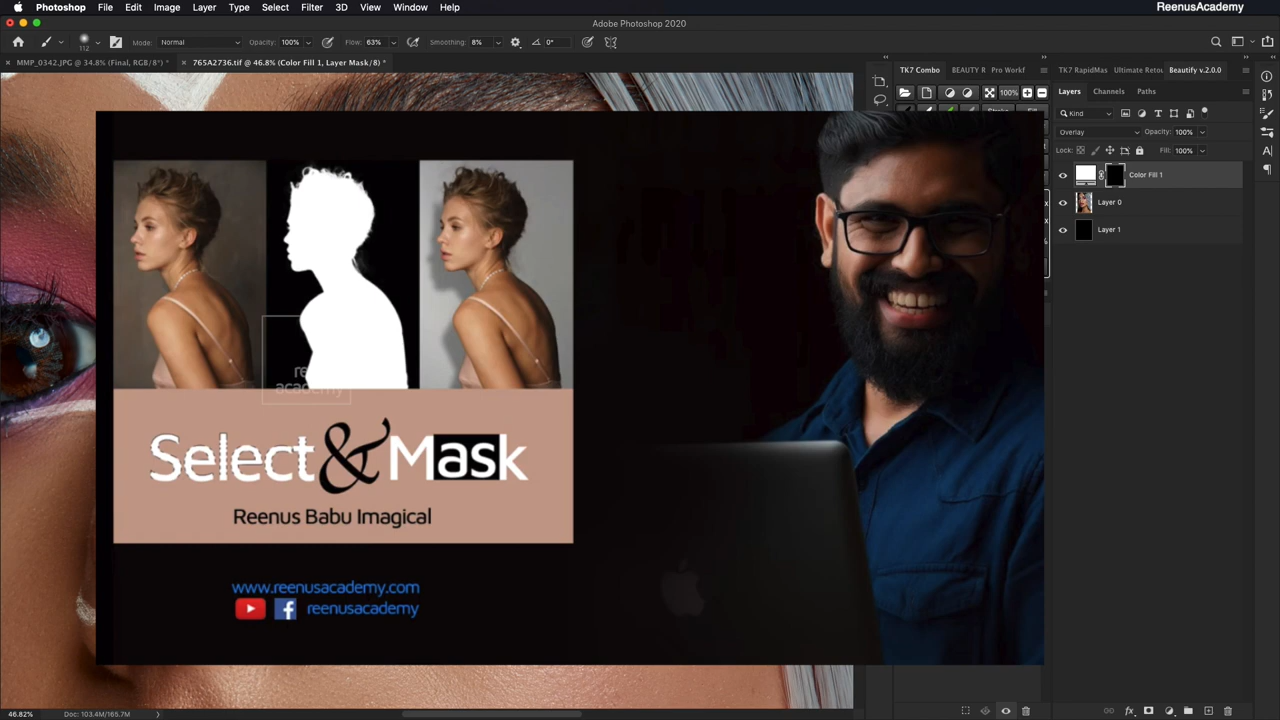 Photoshop File Edit Image Layer Type Select Filter 3D View Window Help ReenusAcademy
Adobe Photoshop 2020
112 Mode: Normal Opacity: 100% Flow: 63% Smoothing: 8% 0°
MMP_0342.JPG @ 34.8% (Final, RGB/8*) * 765A2736.tif @ 46.8% (Color Fill 1, Layer Mask/8) *
TK7 Combo BEAUTY R Pro Workf
100%
TK7 RapidMas Ultimate Retou Beautify v.2.0.0
Layers Channels Paths
Kind
Overlay Opacity: 100%
Lock: Fill: 100%
Color Fill 1
Layer 0
Layer 1
academy
Select & Mask
Reenus Babu Imagical
www.reenusacademy.com
reenusacademy
46.82% Doc: 103.4M/165.7M